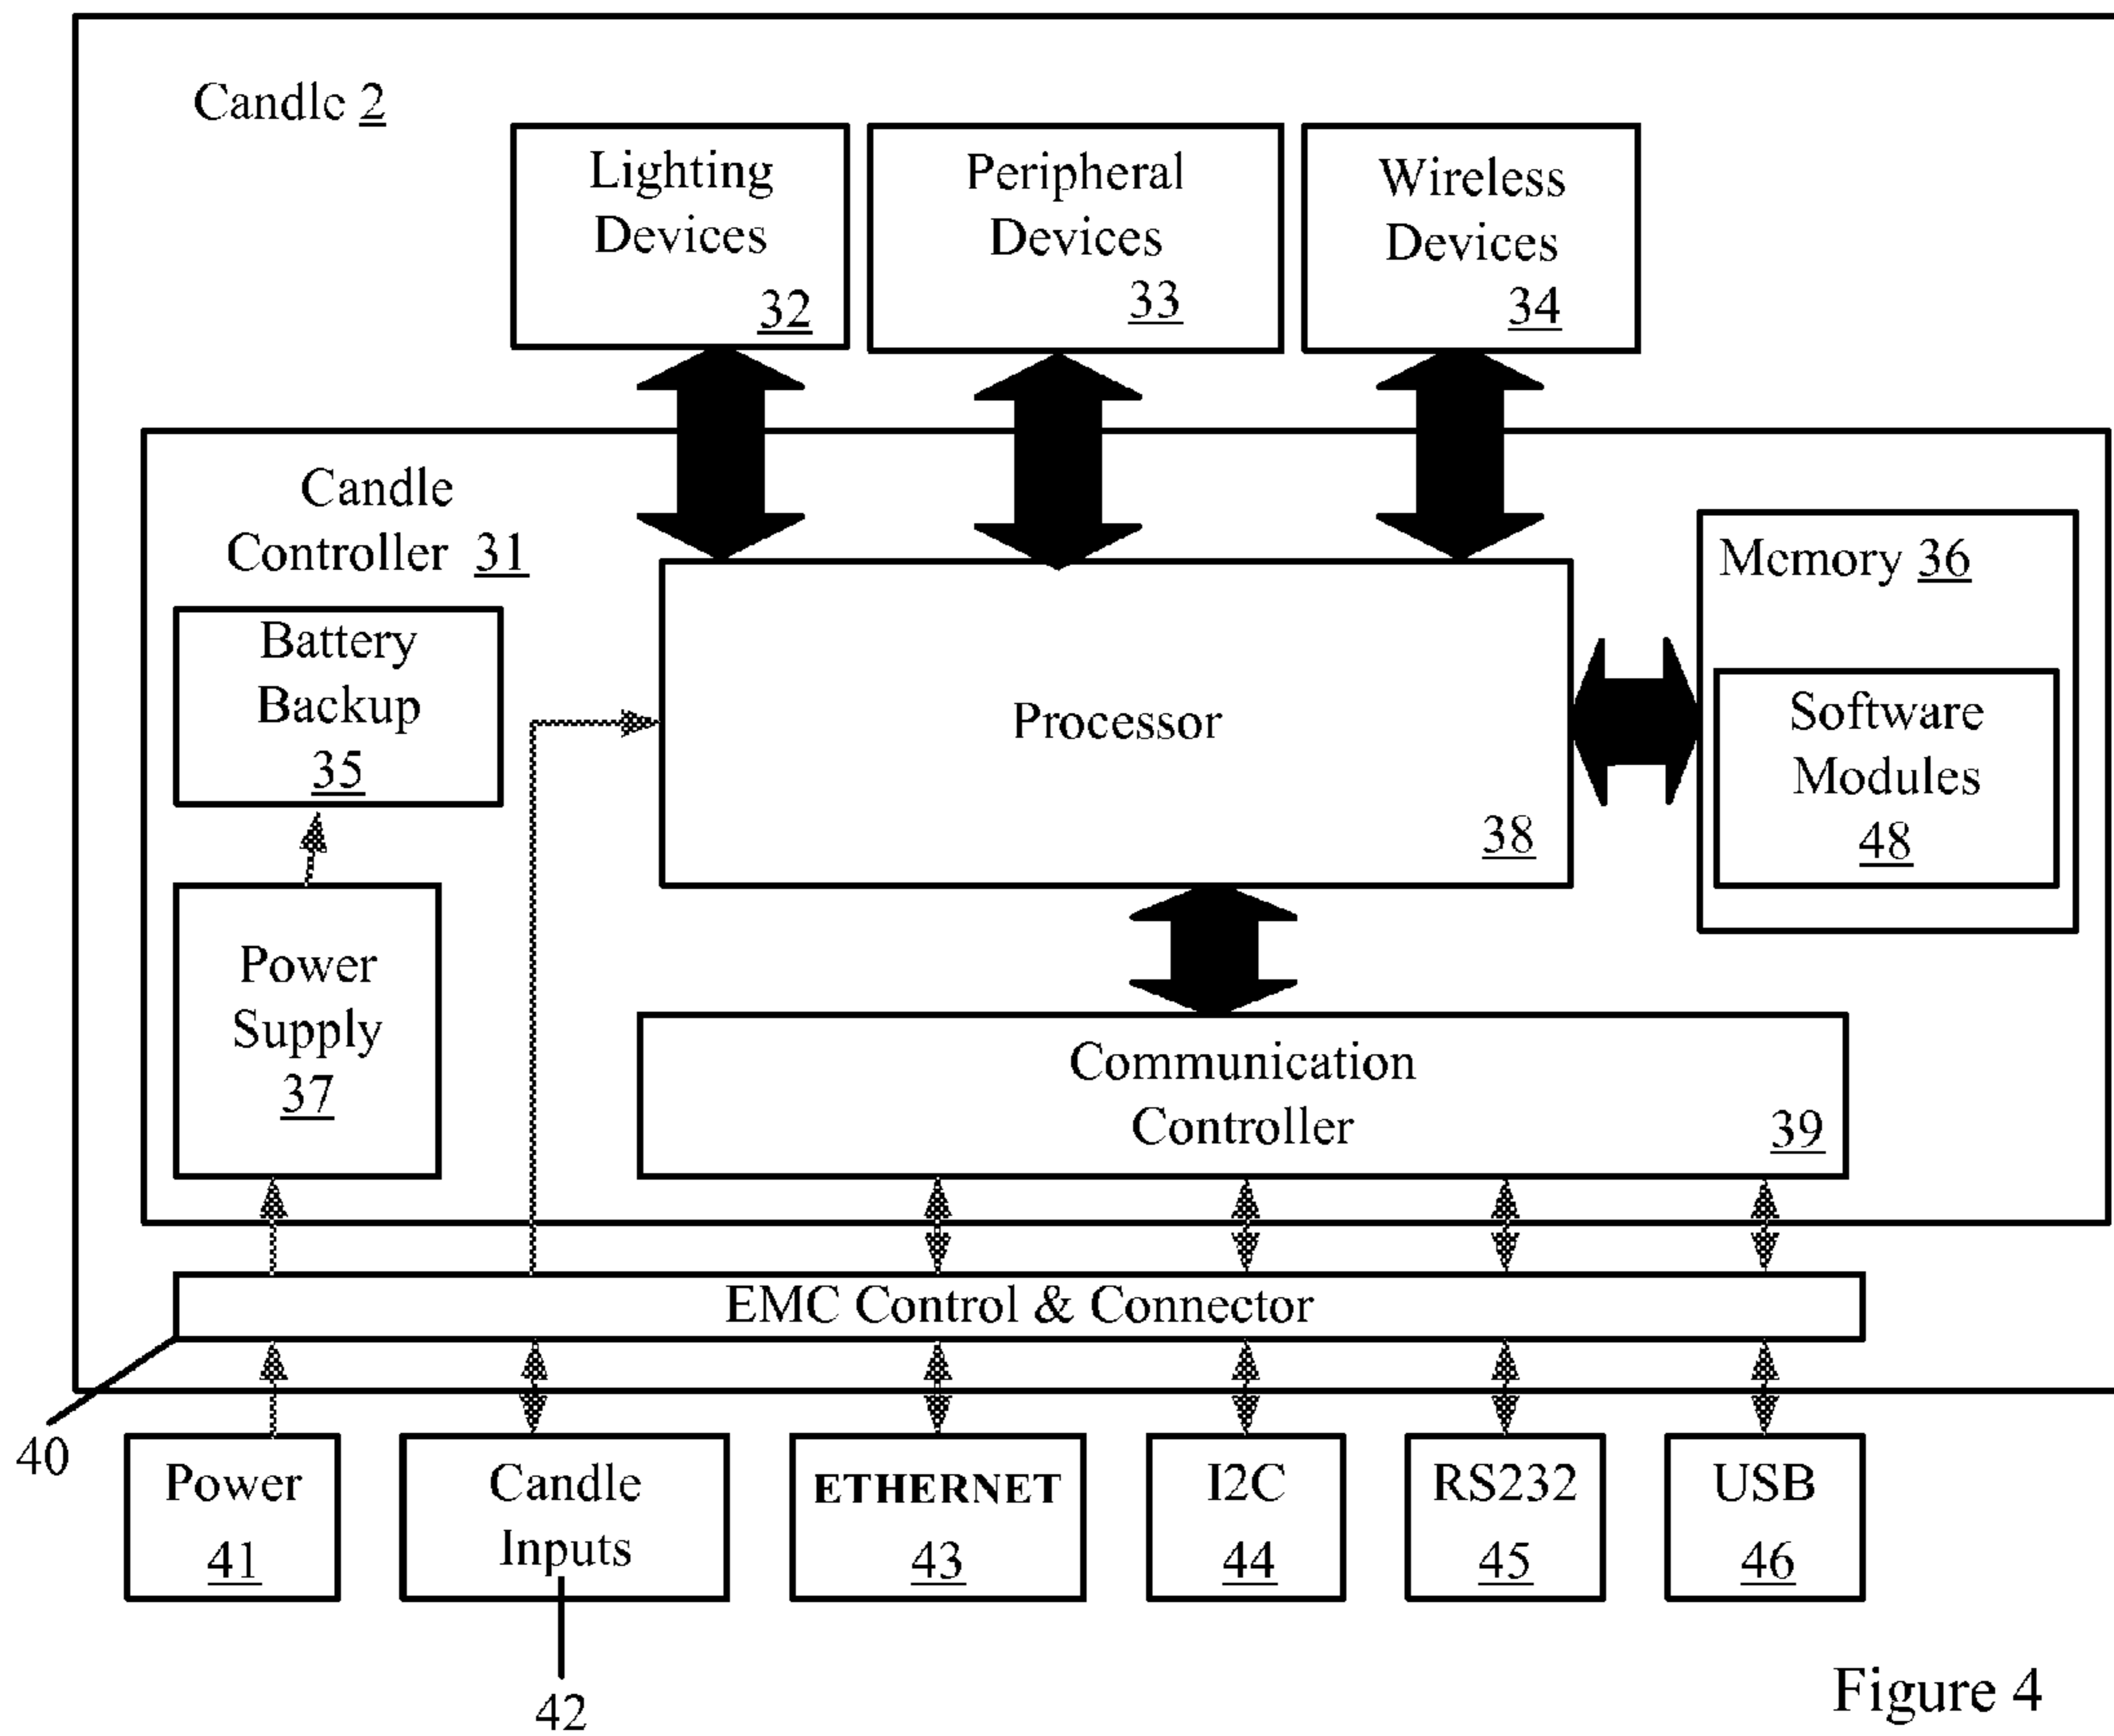 Candle 2
Lighting
Devices
32
Peripheral
Devices
33
Wireless
Devices
34
Candle
Controller 31
Battery
Backup
35
Processor
38
Memory 36
Software
Modules
48
Power
Supply
37
Communication
Controller
39
EMC Control & Connector
40
Power
41
Candle
Inputs
42
ETHERNET
43
I2C
44
RS232
45
USB
46
Figure 4